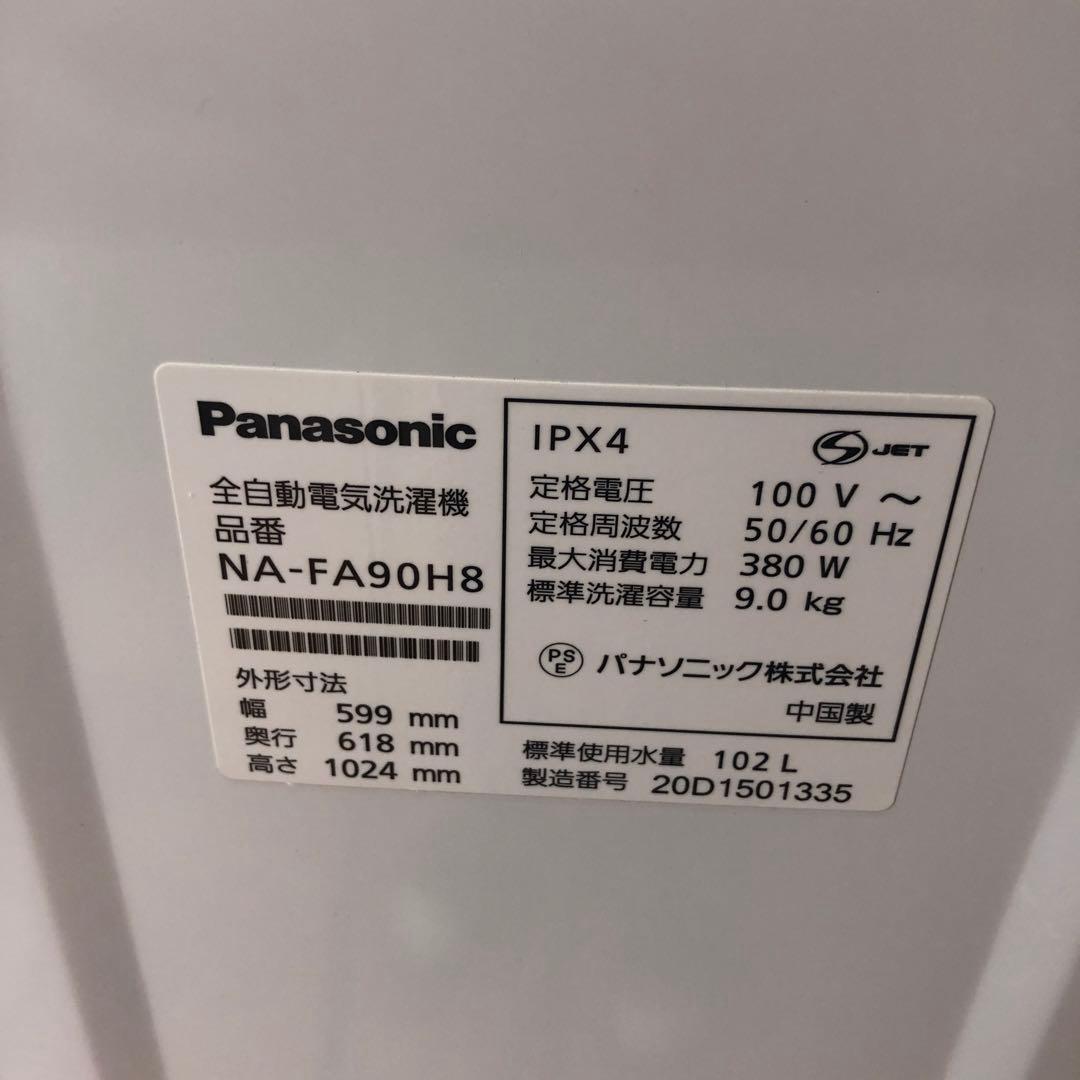 Panasonic
全自動電気洗濯機
品番
NA-FA90H8
外形寸法
幅 599 mm
奥行 618 mm
高さ 1024 mm
IPX4
S JET
定格電圧 100 V ~
定格周波数 50/60 Hz
最大消費電力 380 W
標準洗濯容量 9.0 kg
PS
E
パナソニック株式会社
中国製
標準使用水量 102 L
製造番号 20D1501335